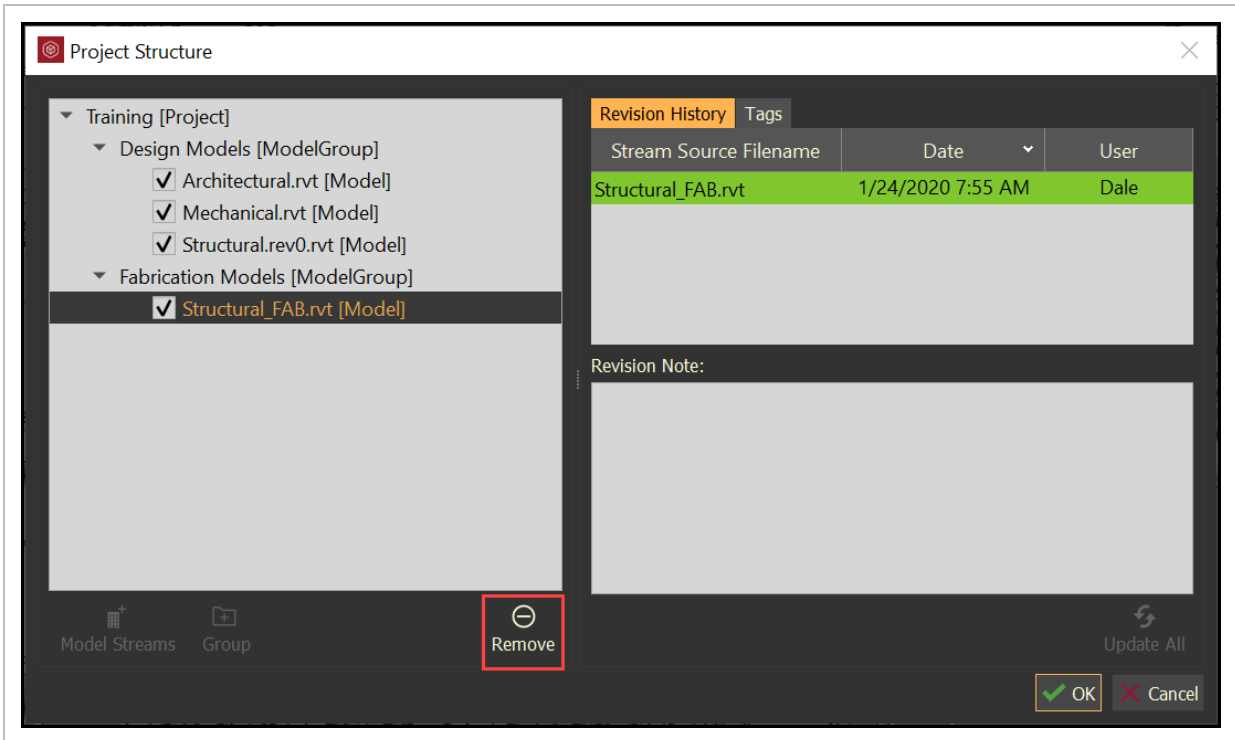 Project Structure
Training [Project]
Design Models [ModelGroup]
Architectural.rvt [Model]
Mechanical.rvt [Model]
Structural.rev0.rvt [Model]
Fabrication Models [ModelGroup]
Structural_FAB.rvt [Model]
Model Streams Group Remove
Revision History Tags
Stream Source Filename Date User
Structural_FAB.rvt 1/24/2020 7:55 AM Dale
Revision Note:
Update All
OK Cancel